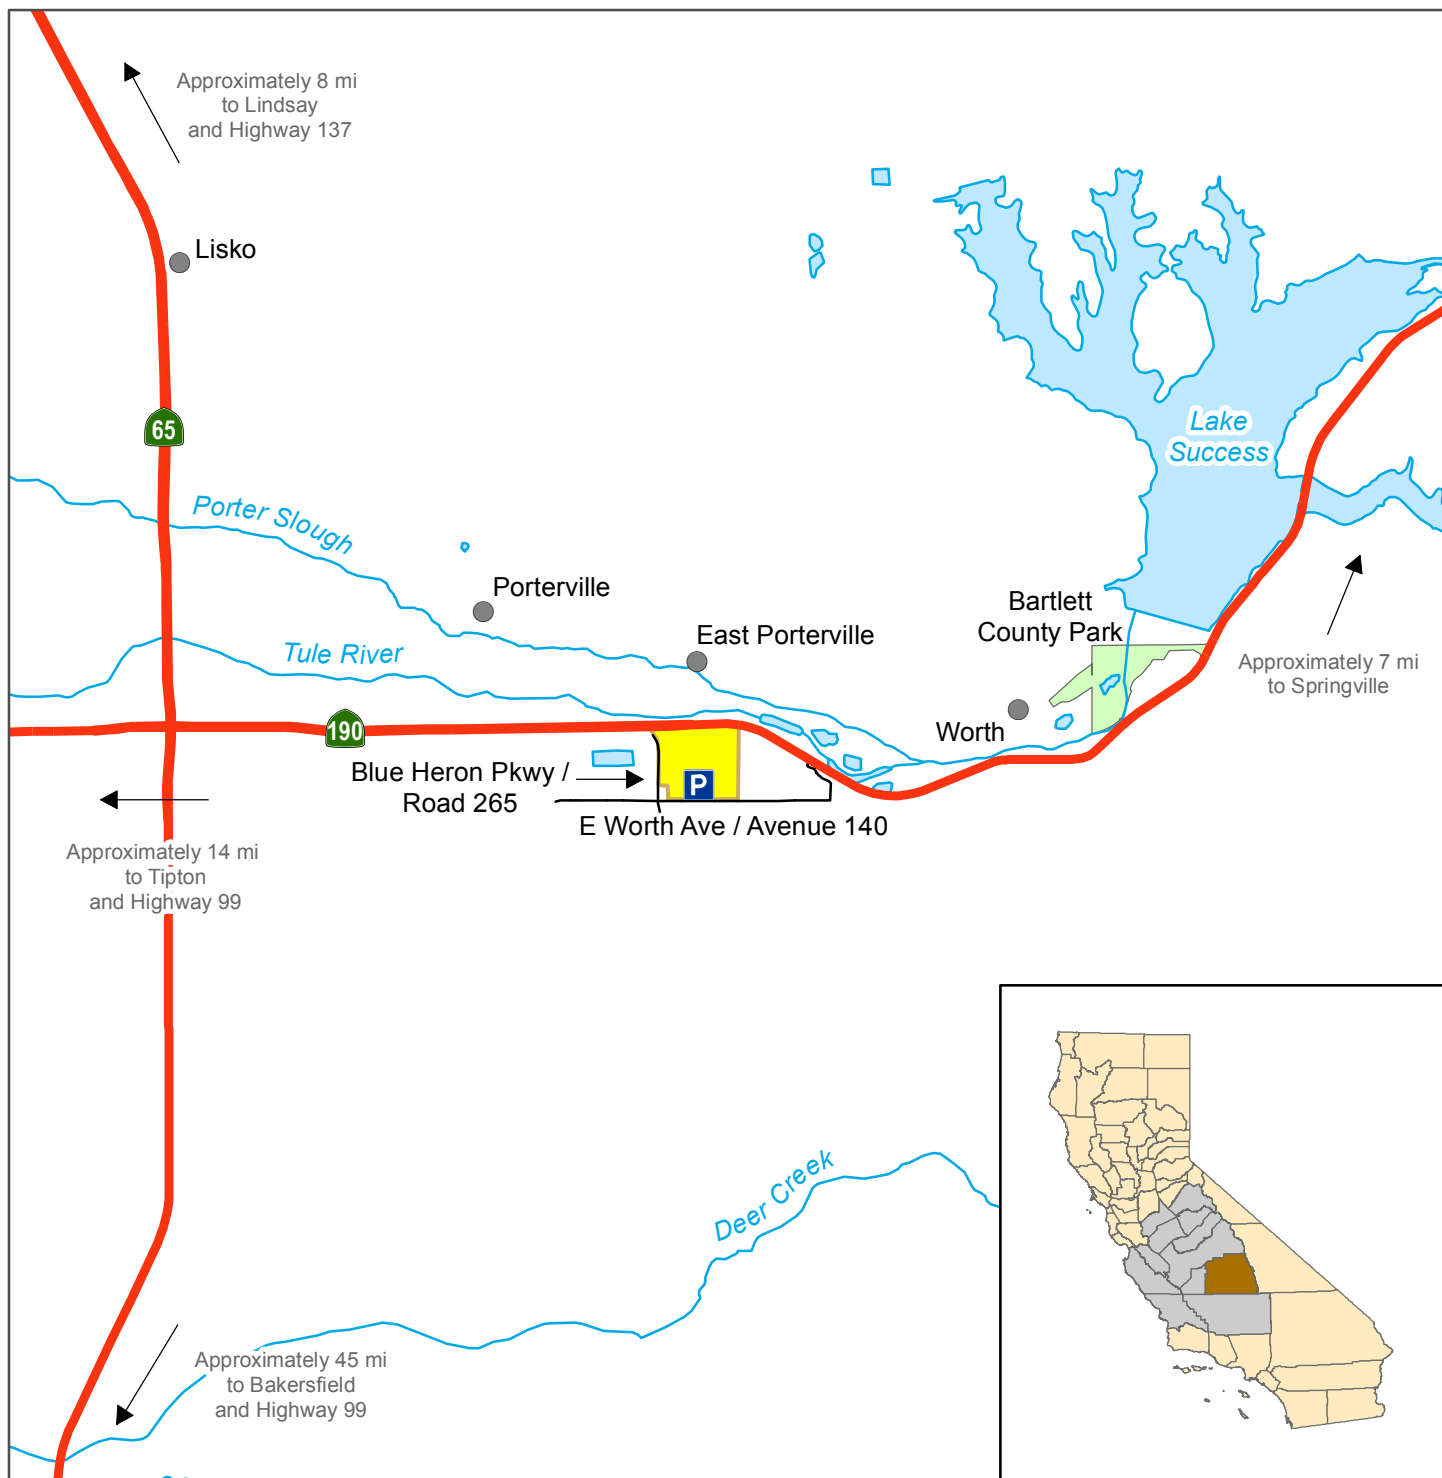 Approximately 8 mi
to Lindsay
and Highway 137
Lisko
65
Lake
Success
Porter Slough
Porterville
Bartlett
County Park
East Porterville
Tule River
Approximately 7 mi
to Springville
Worth
190
Blue Heron Pkwy /
Road 265
P
E Worth Ave / Avenue 140
Approximately 14 mi
to Tipton
and Highway 99
Deer Creek
Approximately 45 mi
to Bakersfield
and Highway 99